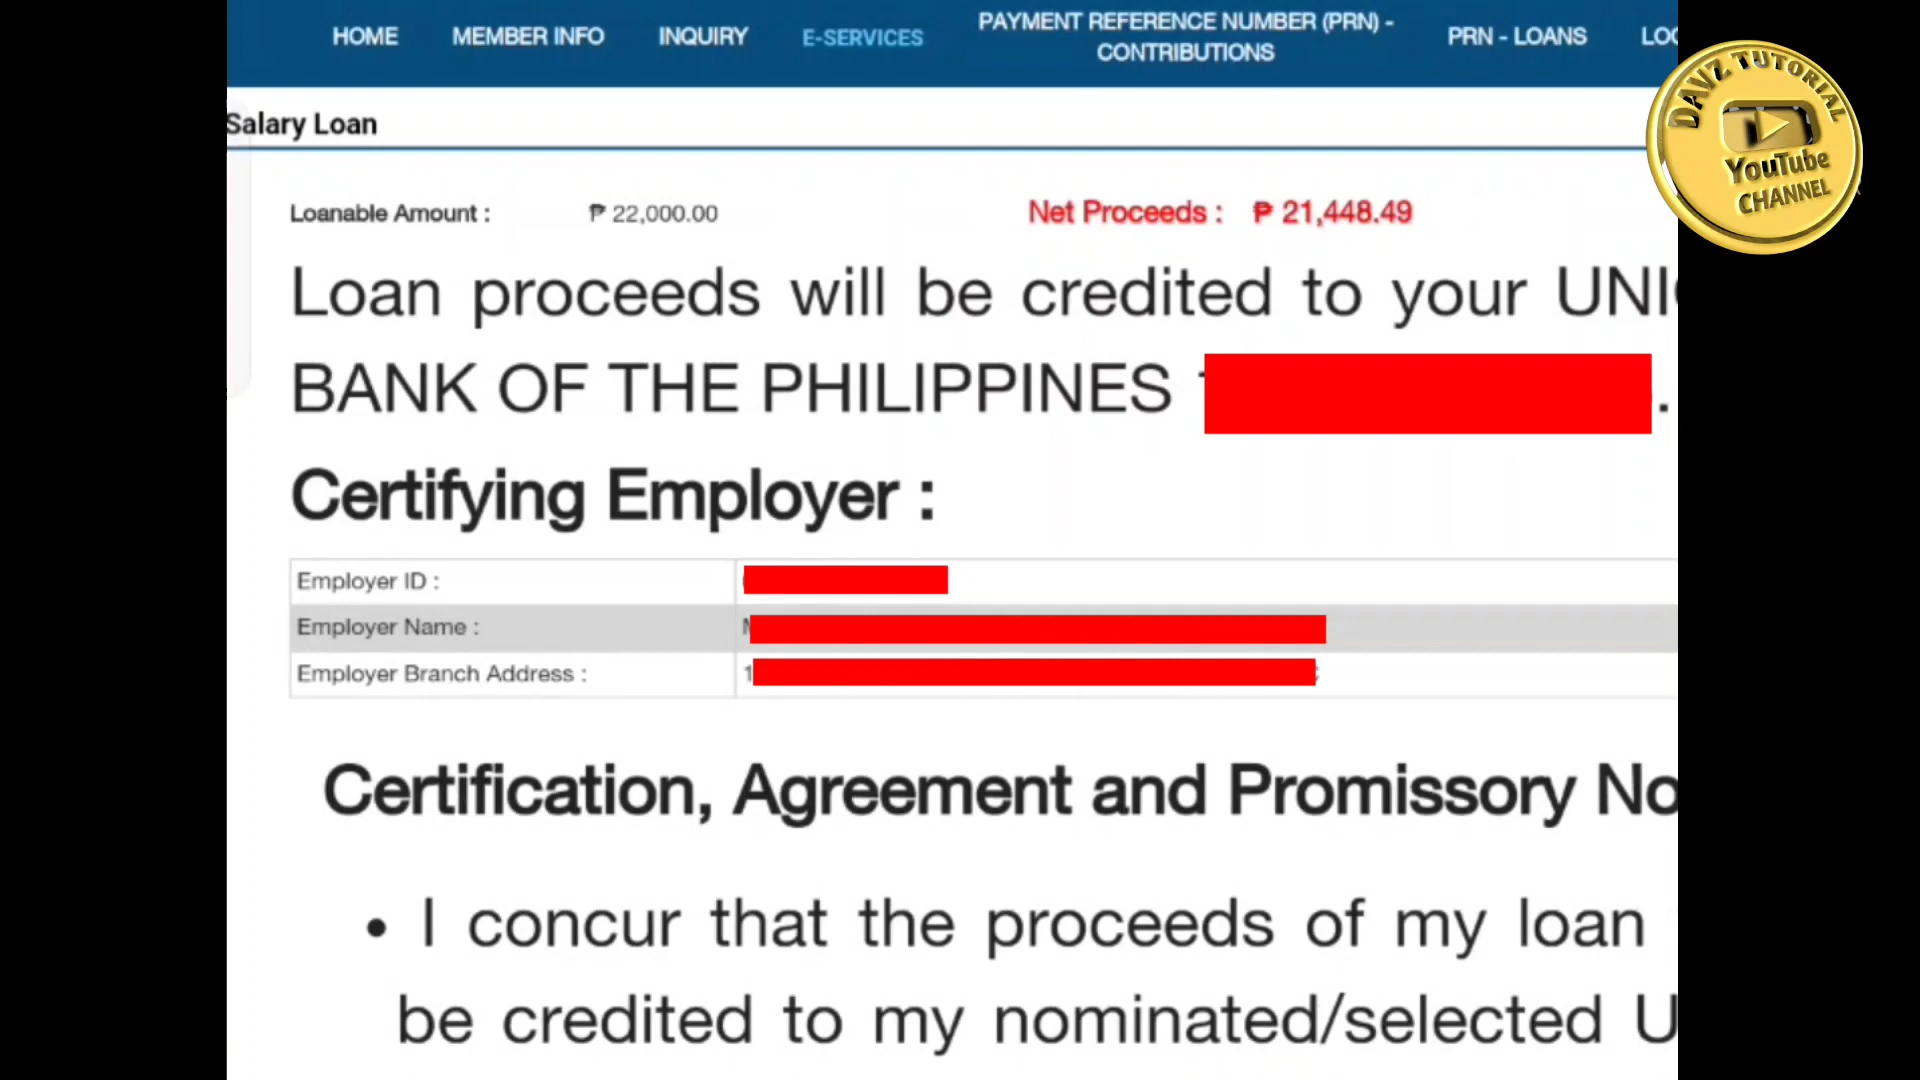 HOME MEMBER INFO INQUIRY E-SERVICES PAYMENT REFERENCE NUMBER (PRN) - CONTRIBUTIONS PRN - LOANS
DAVZ TUTORIAL
YouTube
CHANNEL
Salary Loan
Loanable Amount : ₱ 22,000.00 Net Proceeds : ₱ 21,448.49
Loan proceeds will be credited to your
BANK OF THE PHILIPPINES .
Certifying Employer :
Employer ID :
Employer Name :
Employer Branch Address : 1
Certification, Agreement and Promissory
• I concur that the proceeds of my loan
be credited to my nominated/selected